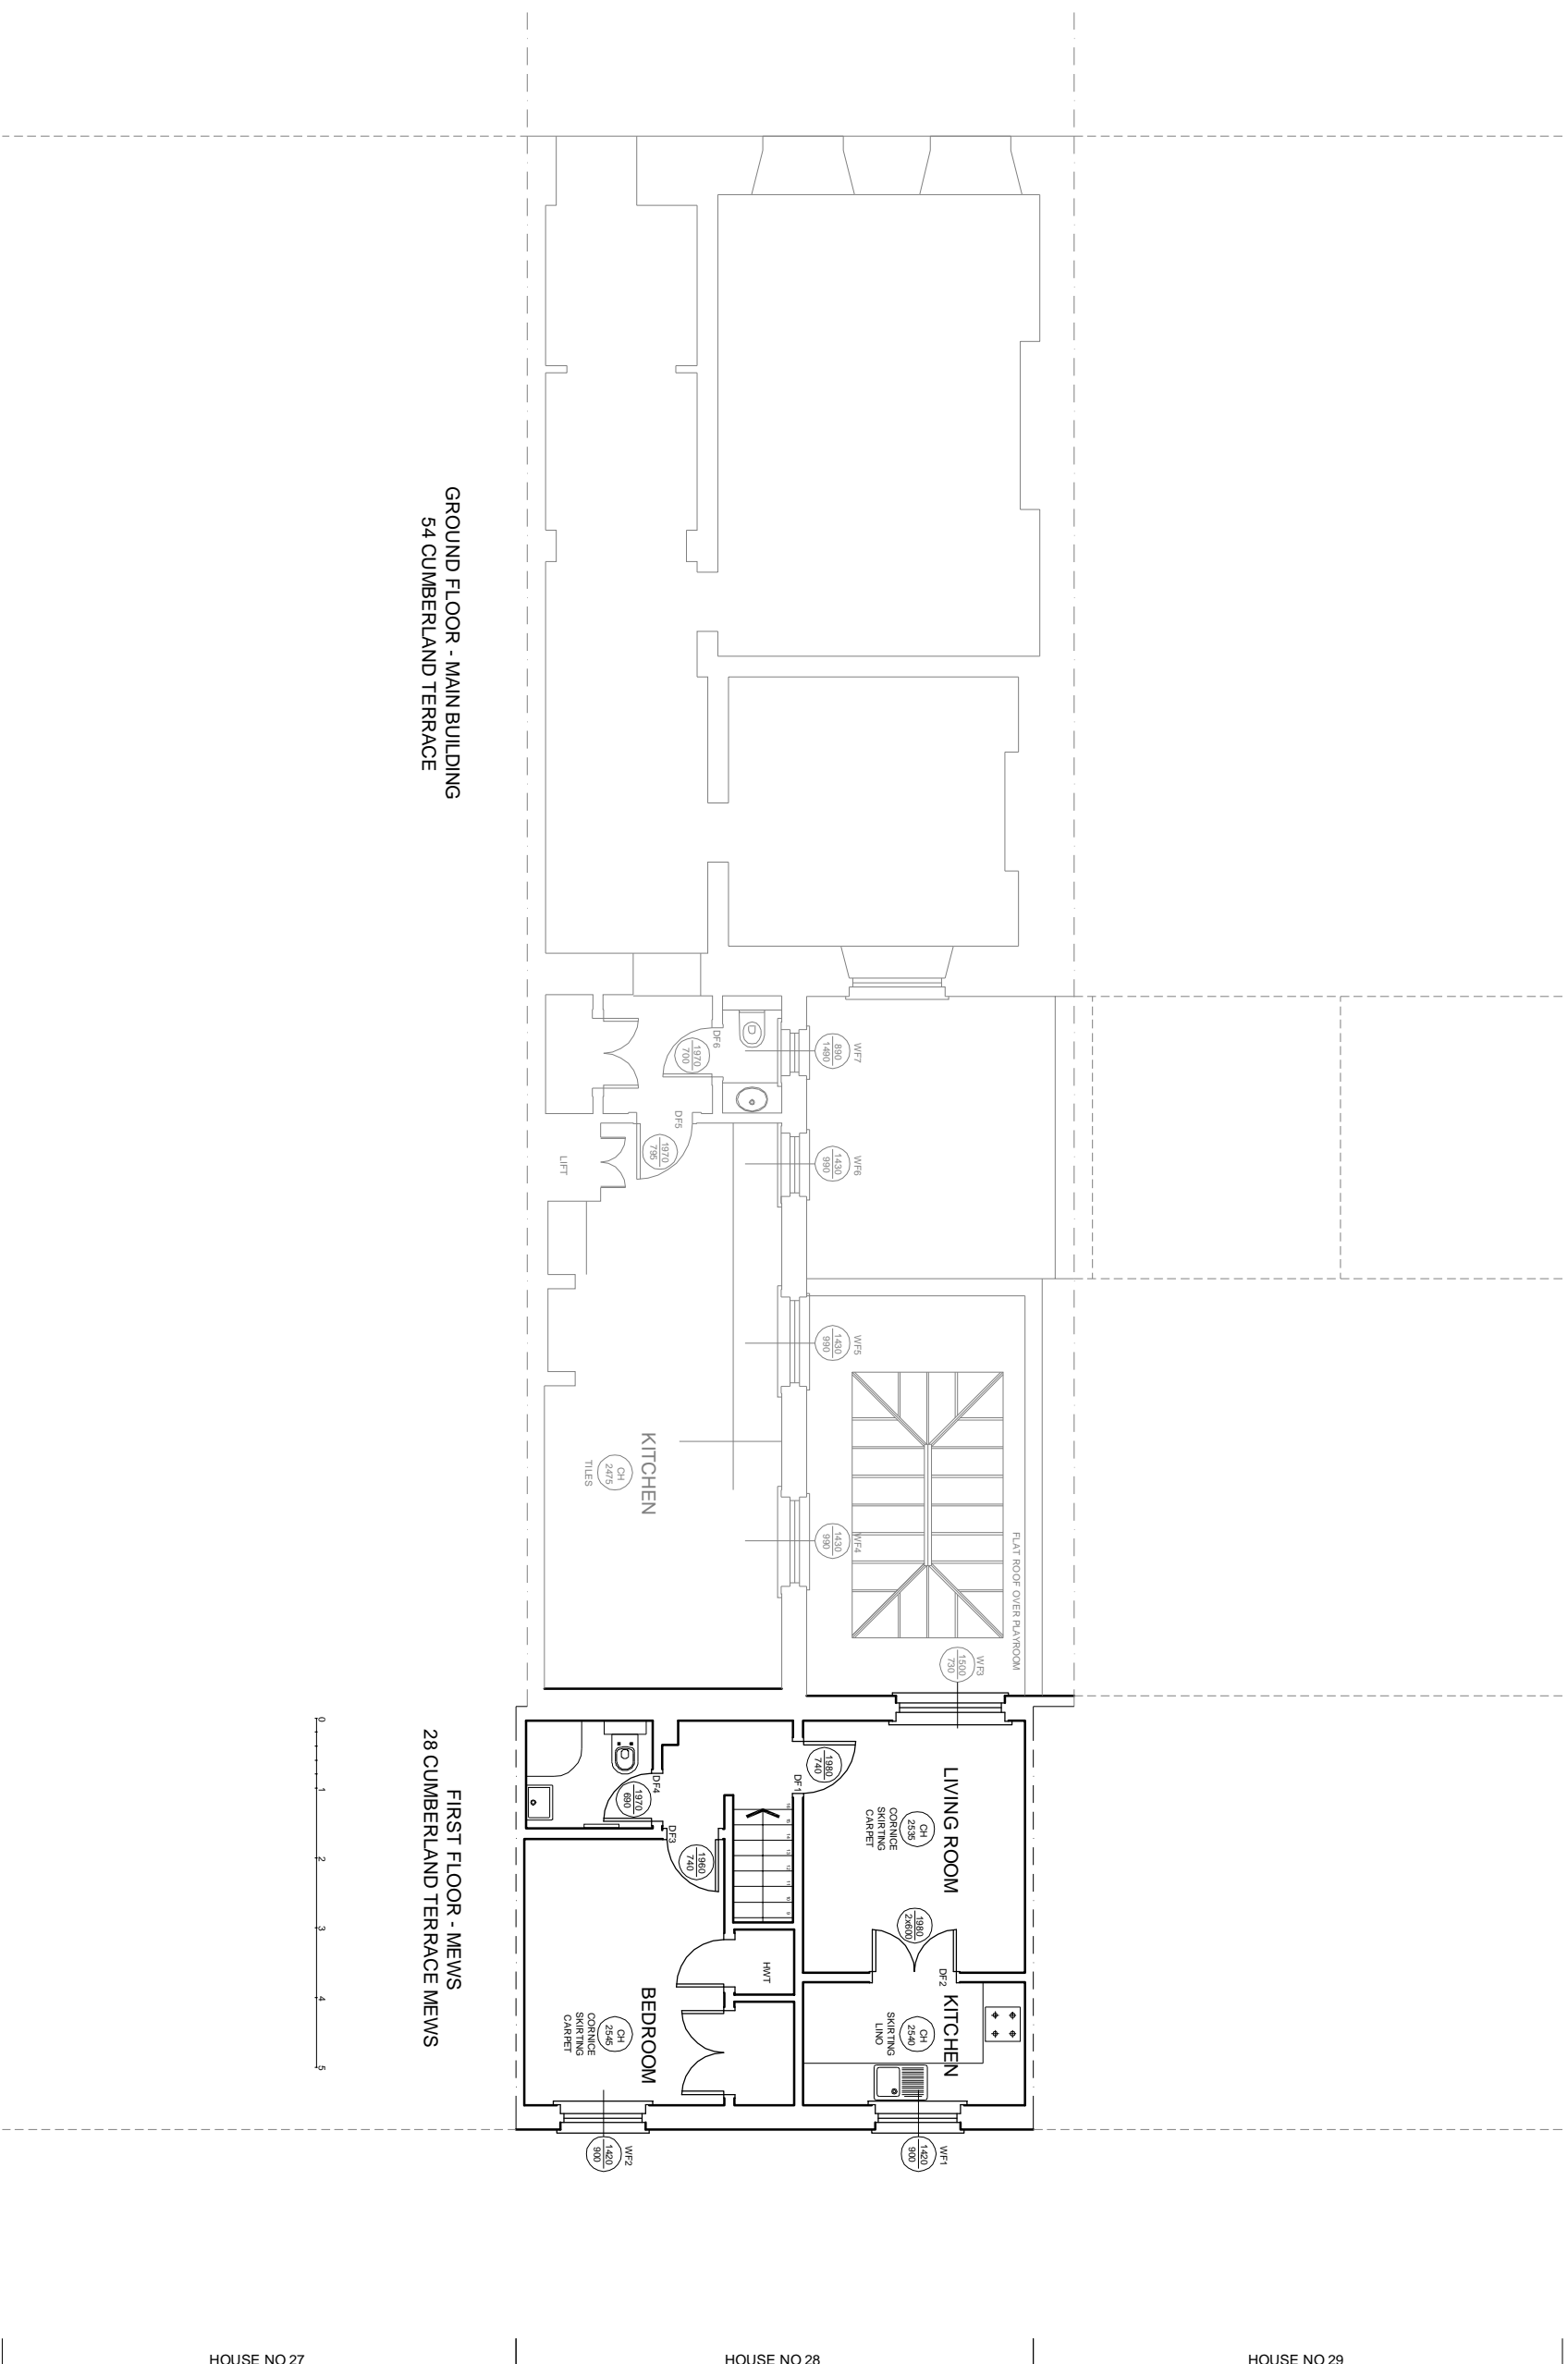 GROUND FLOOR - MAIN BUILDING
54 CUMBERLAND TERRACE
WF7
890
1490
DF6
1970
700
DF5
1970
795
LIFT
WF6
1430
990
WF5
1430
990
KITCHEN
CH
2475
TILES
WF4
1430
990
FLAT ROOF OVER PLAYROOM
WF3
1500
730
FIRST FLOOR - MEWS
28 CUMBERLAND TERRACE MEWS
0
1
2
3
4
5
LIVING ROOM
CH
2535
CORNICE
SKIRTING
CARPET
DF1
1980
740
DF4
1970
690
DF3
1960
740
1980
2x600
DF2
KITCHEN
CH
2540
SKIRTING
LINO
HWT
BEDROOM
CH
2545
CORNICE
SKIRTING
CARPET
WF2
1420
900
WF1
1420
900
HOUSE NO 27
HOUSE NO 28
HOUSE NO 29